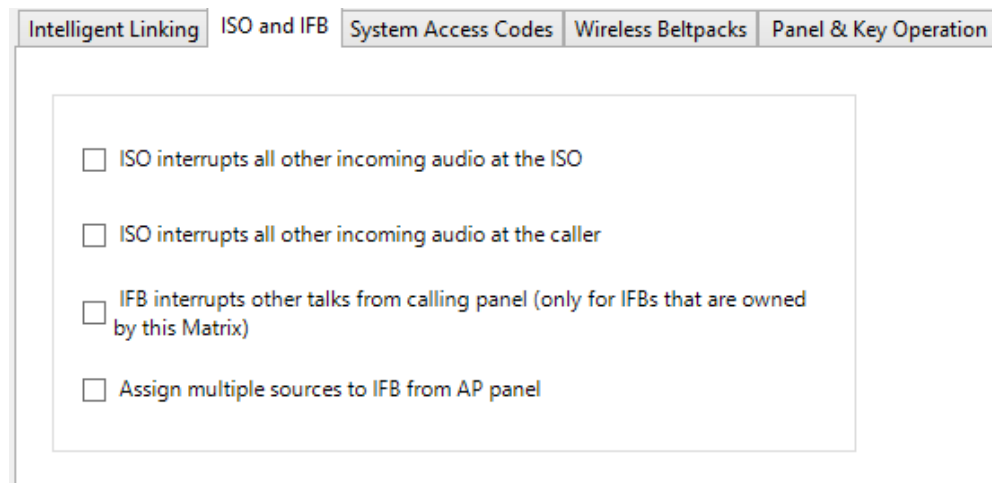 Intelligent Linking ISO and IFB System Access Codes Wireless Beltpacks Panel & Key Operation
ISO interrupts all other incoming audio at the ISO
ISO interrupts all other incoming audio at the caller
IFB interrupts other talks from calling panel (only for IFBs that are owned
by this Matrix)
Assign multiple sources to IFB from AP panel